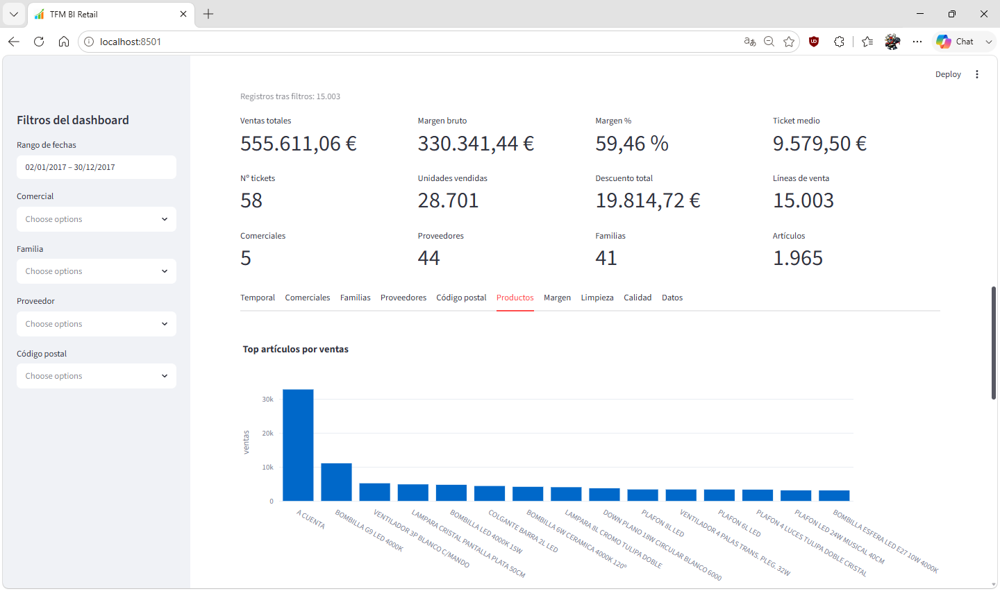 TFM BI Retail
localhost:8501
Chat
Deploy
Filtros del dashboard
Rango de fechas
02/01/2017 – 30/12/2017
Comercial
Choose options
Familia
Choose options
Proveedor
Choose options
Código postal
Choose options
Registros tras filtros: 15.003
Ventas totales
555.611,06 €
Margen bruto
330.341,44 €
Margen %
59,46 %
Ticket medio
9.579,50 €
Nº tickets
58
Unidades vendidas
28.701
Descuento total
19.814,72 €
Líneas de venta
15.003
Comerciales
5
Proveedores
44
Familias
41
Artículos
1.965
Temporal Comerciales Familias Proveedores Código postal Productos Margen Limpieza Calidad Datos
Top artículos por ventas
ventas
30k
20k
10k
0
A CUENTA
BOMBILLA G9 LED 4000K
VENTILADOR 3P BLANCO C/MANDO
LAMPARA CRISTAL PANTALLA PLATA 50CM
BOMBILLA LED 4000K 15W
COLGANTE BARRA 2L LED
BOMBILLA 6W CERAMICA 4000K 120º
LAMPARA 8L CROMO TULIPA DOBLE
DOWN PLANO 18W CIRCULAR BLANCO 6000
PLAFON 8L LED
VENTILADOR 4 PALAS TRANS. PLEG. 32W
PLAFON 6L LED
PLAFON 4 LUCES TULIPA DOBLE CRISTAL
PLAFON LED 24W MUSICAL 40CM
BOMBILLA ESFERA LED E27 10W 4000K